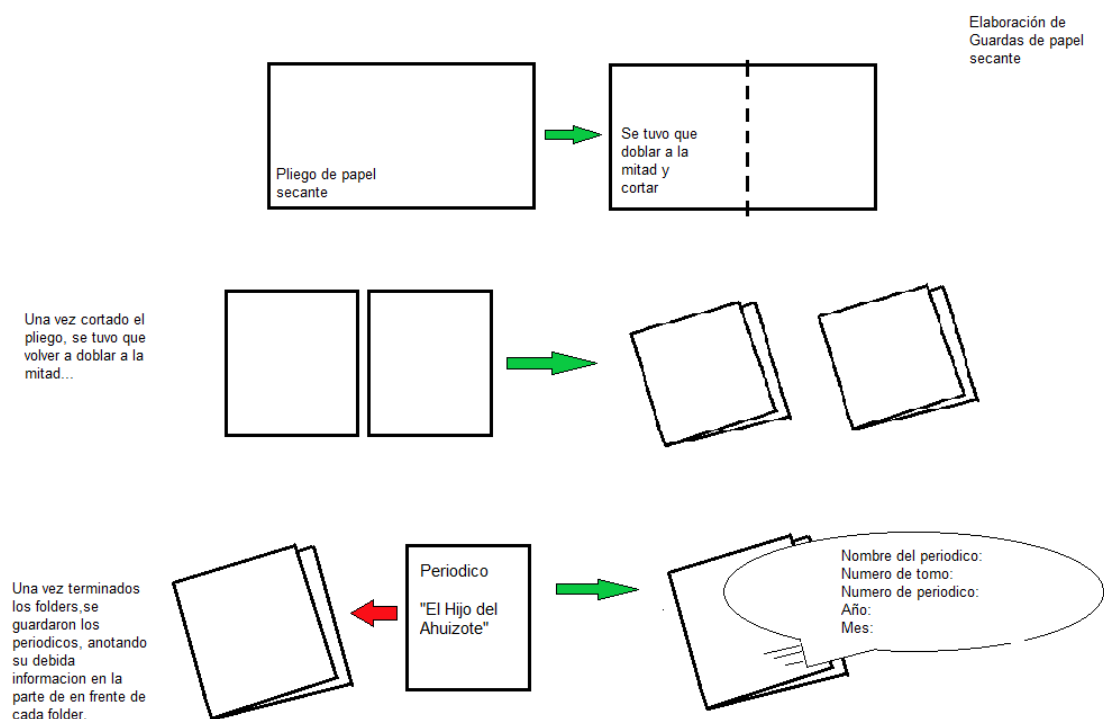 Elaboración de
Guardas de papel
secante
Pliego de papel
secante
Se tuvo que
doblar a la
mitad y
cortar
Una vez cortado el
pliego, se tuvo que
volver a doblar a la
mitad...
Una vez terminados
los folders,se
guardaron los
periodicos, anotando
su debida
informacion en la
parte de en frente de
cada folder.
Periodico
"El Hijo del
Ahuizote"
Nombre del periodico:
Numero de tomo:
Numero de periodico:
Año:
Mes: